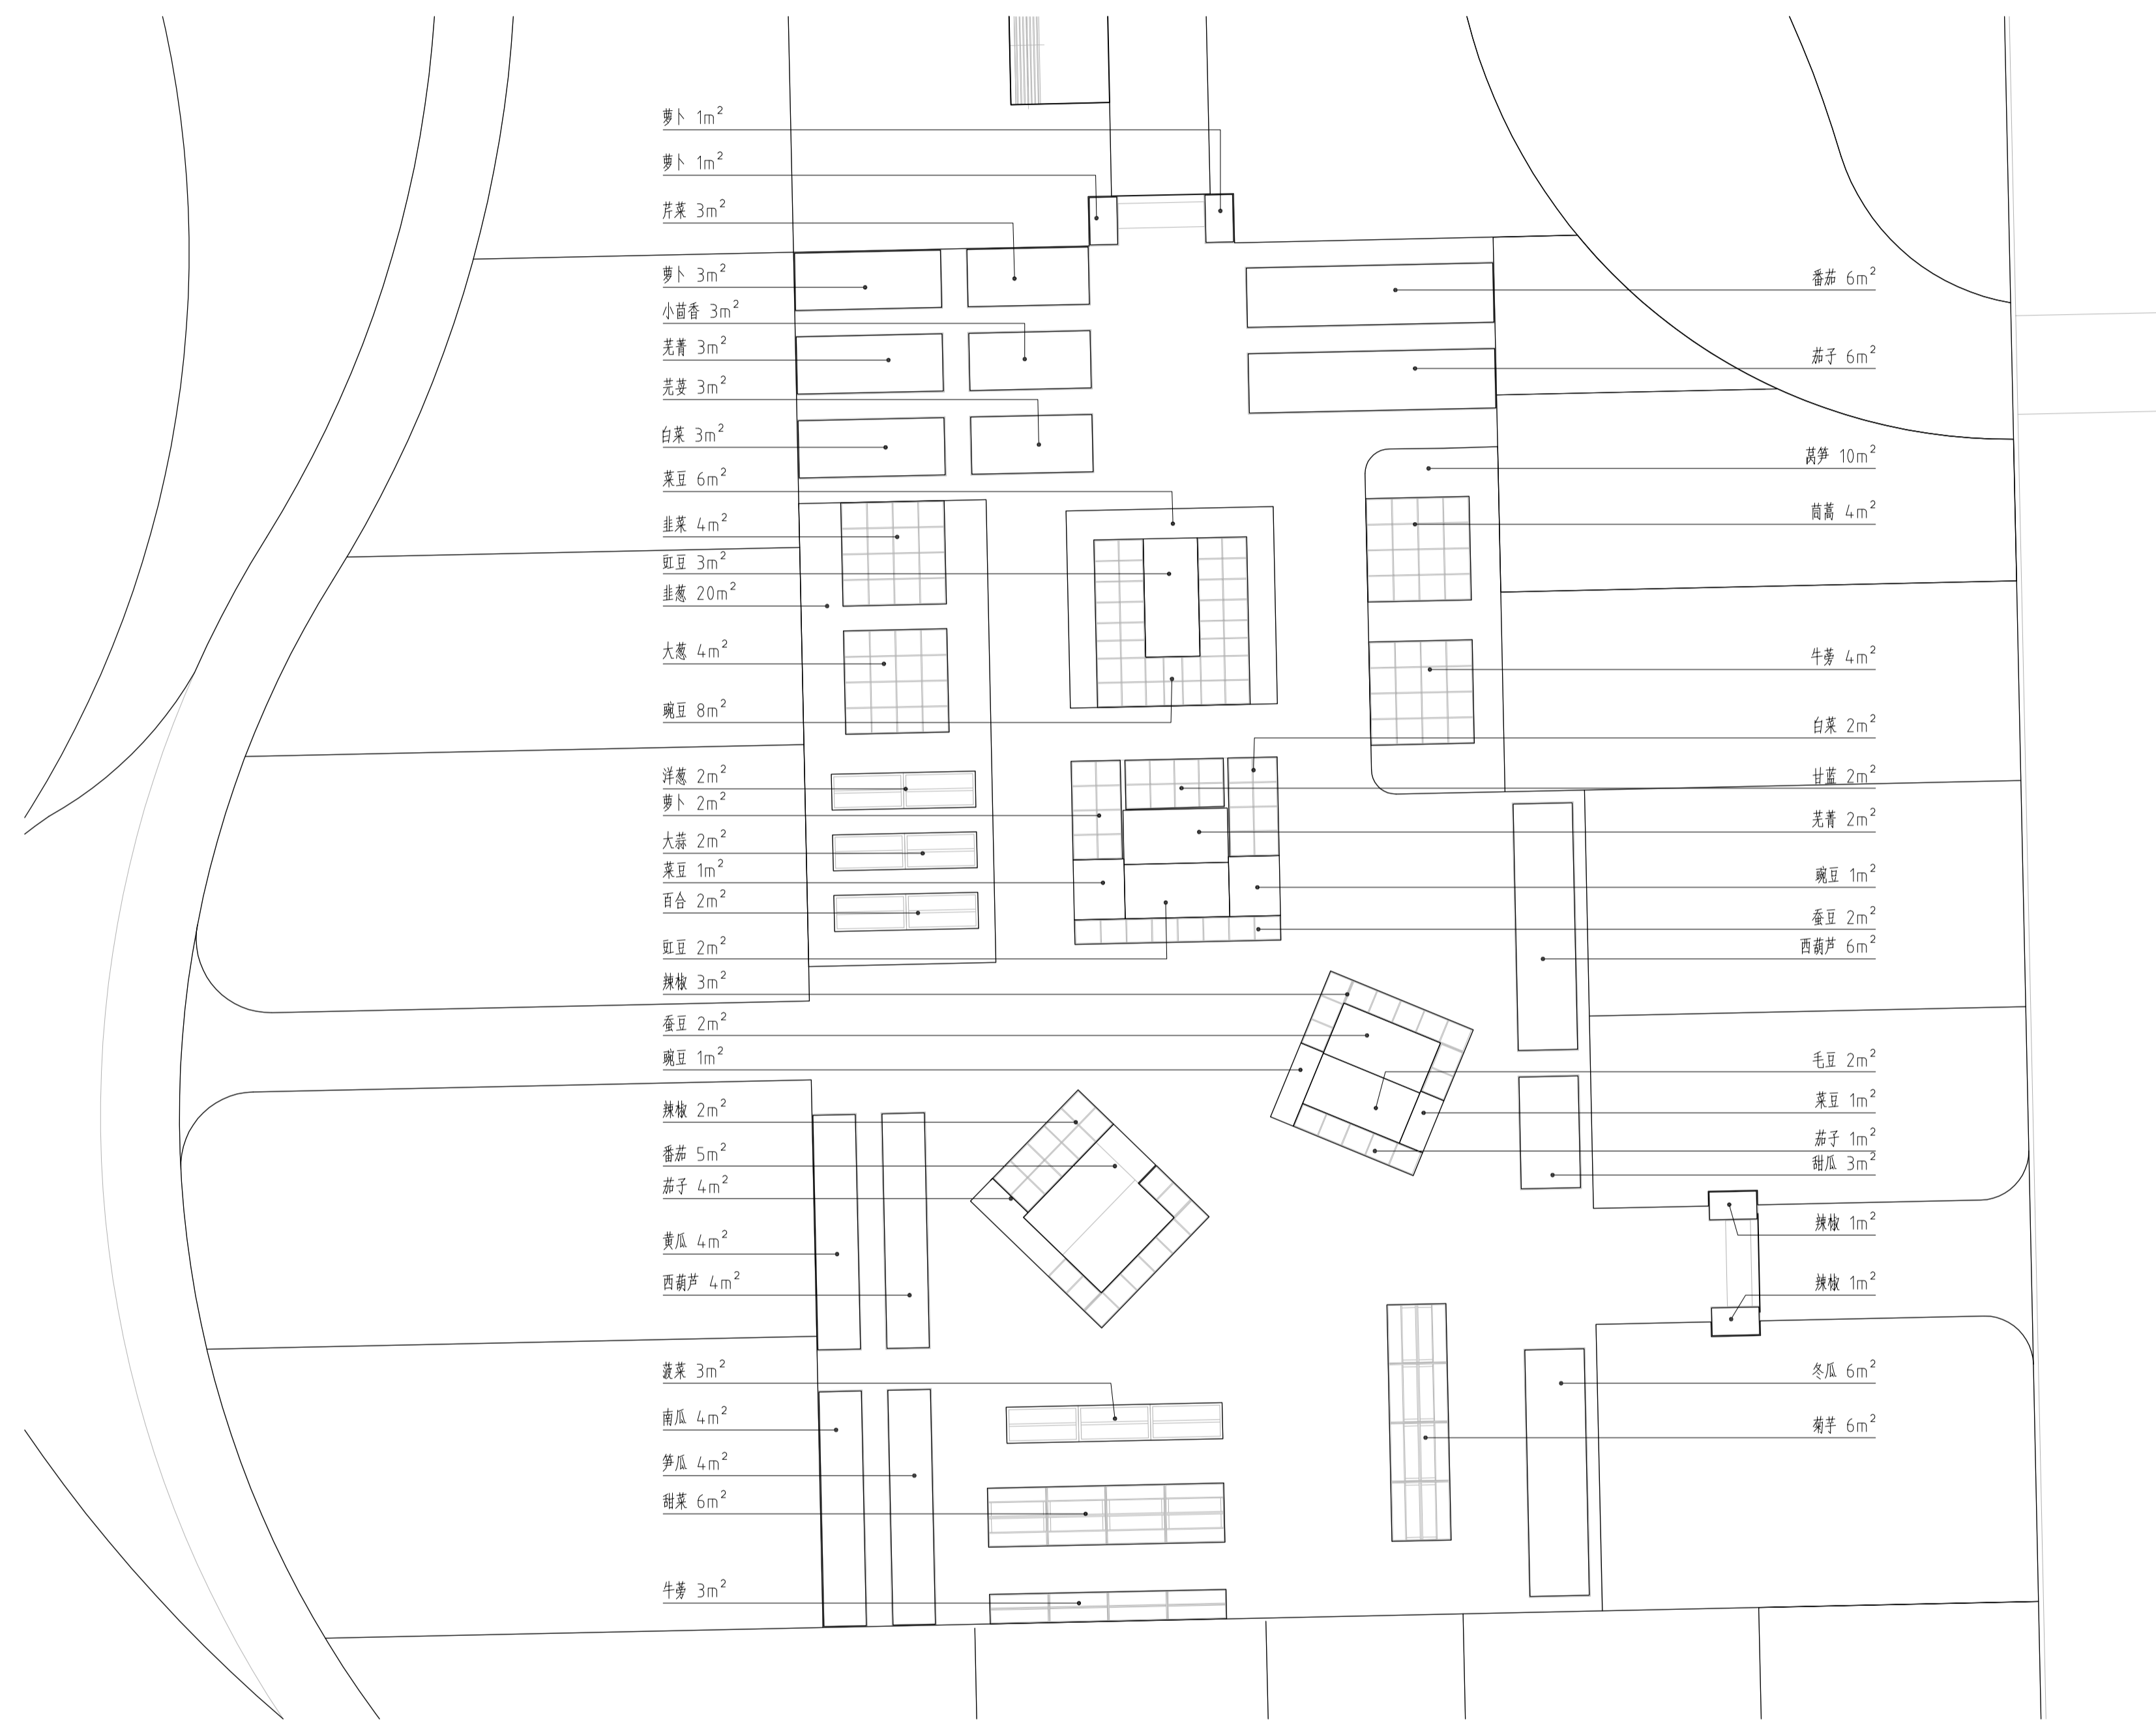 萝卜 1m²
萝卜 1m²
芹菜 3m²
萝卜 3m²
小茴香 3m²
芜菁 3m²
芫荽 3m²
白菜 3m²
菜豆 6m²
韭菜 4m²
豇豆 3m²
韭葱 20m²
大葱 4m²
豌豆 8m²
洋葱 2m²
萝卜 2m²
大蒜 2m²
菜豆 1m²
百合 2m²
豇豆 2m²
辣椒 3m²
蚕豆 2m²
豌豆 1m²
辣椒 2m²
番茄 5m²
茄子 4m²
黄瓜 4m²
西葫芦 4m²
菠菜 3m²
南瓜 4m²
笋瓜 4m²
甜菜 6m²
牛蒡 3m²
番茄 6m²
茄子 6m²
莴笋 10m²
茼蒿 4m²
牛蒡 4m²
白菜 2m²
甘蓝 2m²
芜菁 2m²
豌豆 1m²
蚕豆 2m²
西葫芦 6m²
毛豆 2m²
菜豆 1m²
茄子 1m²
甜瓜 3m²
辣椒 1m²
辣椒 1m²
冬瓜 6m²
菊芋 6m²